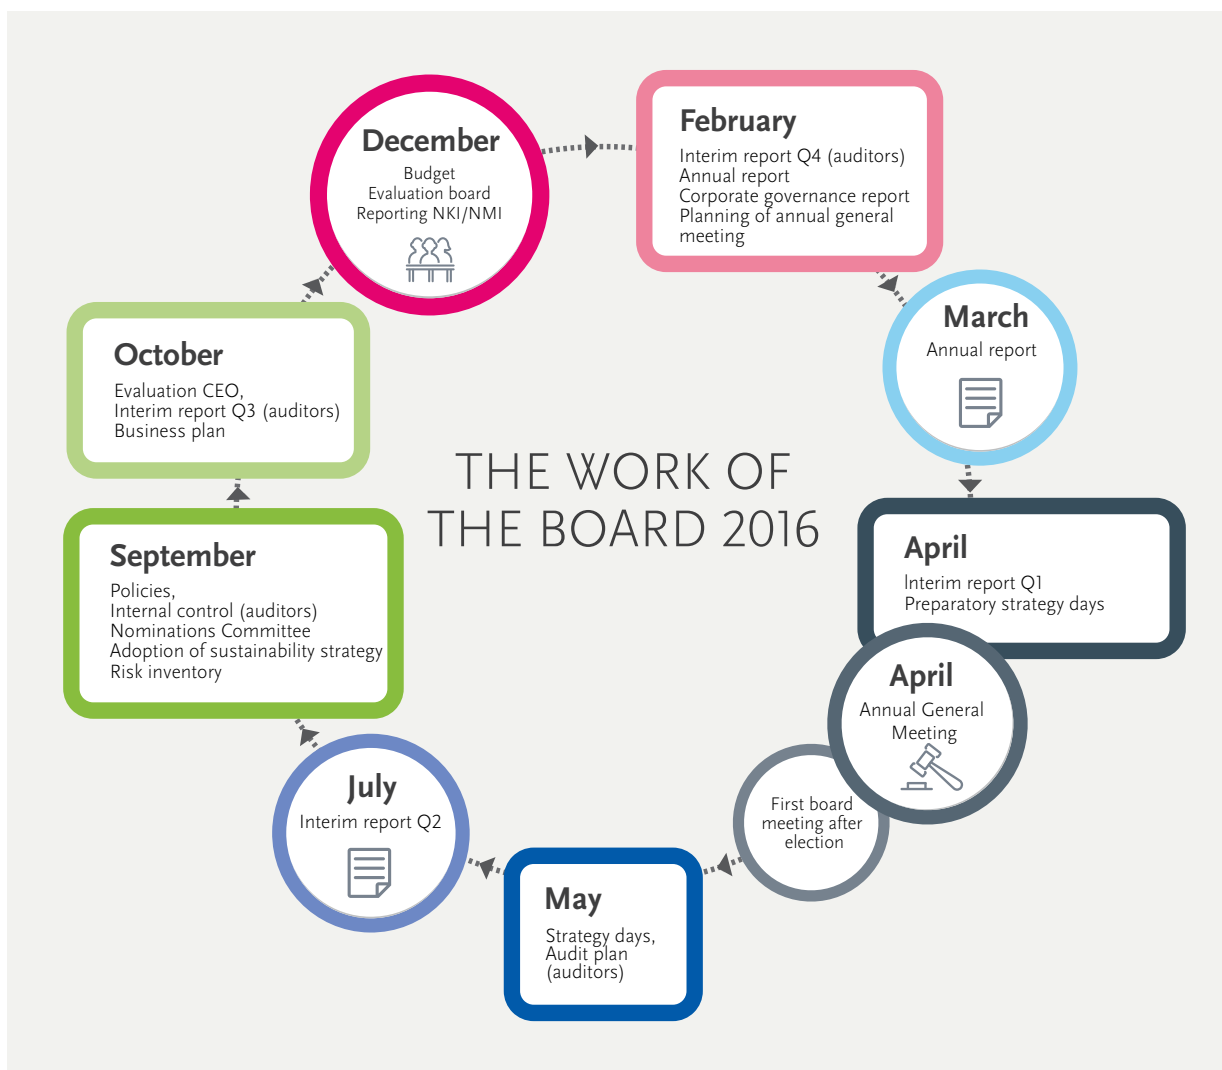 THE WORK OF
THE BOARD 2016
December
Budget
Evaluation board
Reporting NKI/NMI
February
Interim report Q4 (auditors)
Annual report
Corporate governance report
Planning of annual general
meeting
March
Annual report
April
Interim report Q1
Preparatory strategy days
April
Annual General
Meeting
First board
meeting after
election
May
Strategy days,
Audit plan
(auditors)
July
Interim report Q2
September
Policies,
Internal control (auditors)
Nominations Committee
Adoption of sustainability strategy
Risk inventory
October
Evaluation CEO,
Interim report Q3 (auditors)
Business plan